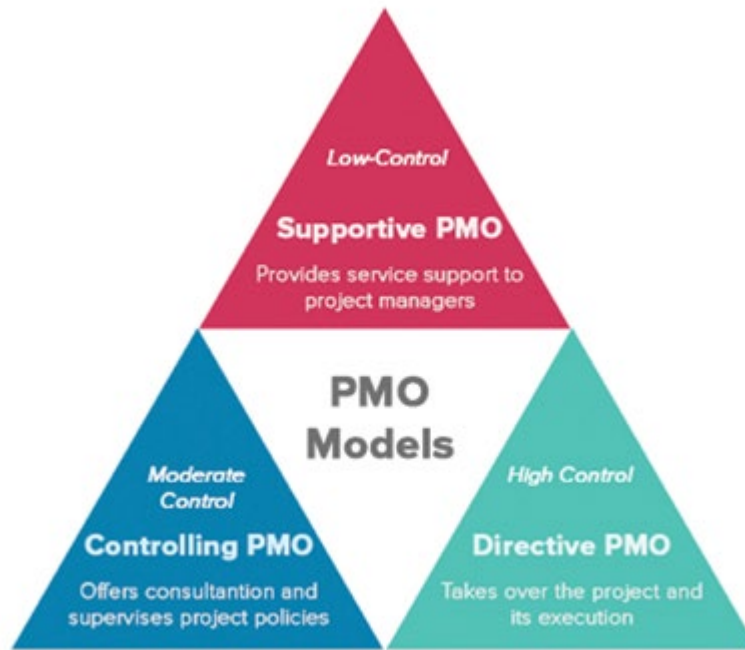 Low-Control
Supportive PMO
Provides service support to
project managers
PMO
Models
Moderate
Control
Controlling PMO
Offers consultantion and
supervises project policies
High Control
Directive PMO
Takes over the project and
its execution